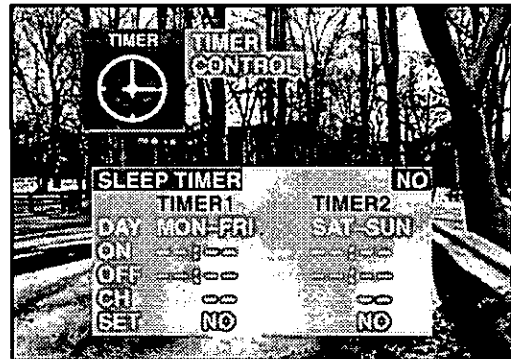 TIMER
TIMER
CONTROL
SLEEP TIMER NO
TIMER1 TIMER2
DAY MON-FRI SAT-SUN
ON --:-- --:--
OFF --:-- --:--
CH -- --
SET NO NO